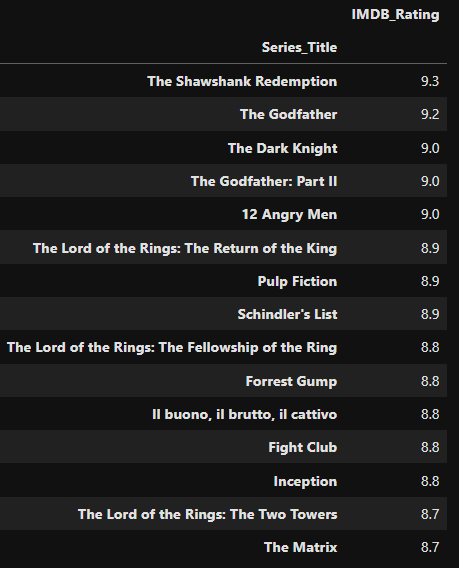 IMDB_Rating
Series_Title
The Shawshank Redemption 9.3
The Godfather 9.2
The Dark Knight 9.0
The Godfather: Part II 9.0
12 Angry Men 9.0
The Lord of the Rings: The Return of the King 8.9
Pulp Fiction 8.9
Schindler's List 8.9
The Lord of the Rings: The Fellowship of the Ring 8.8
Forrest Gump 8.8
Il buono, il brutto, il cattivo 8.8
Fight Club 8.8
Inception 8.8
The Lord of the Rings: The Two Towers 8.7
The Matrix 8.7